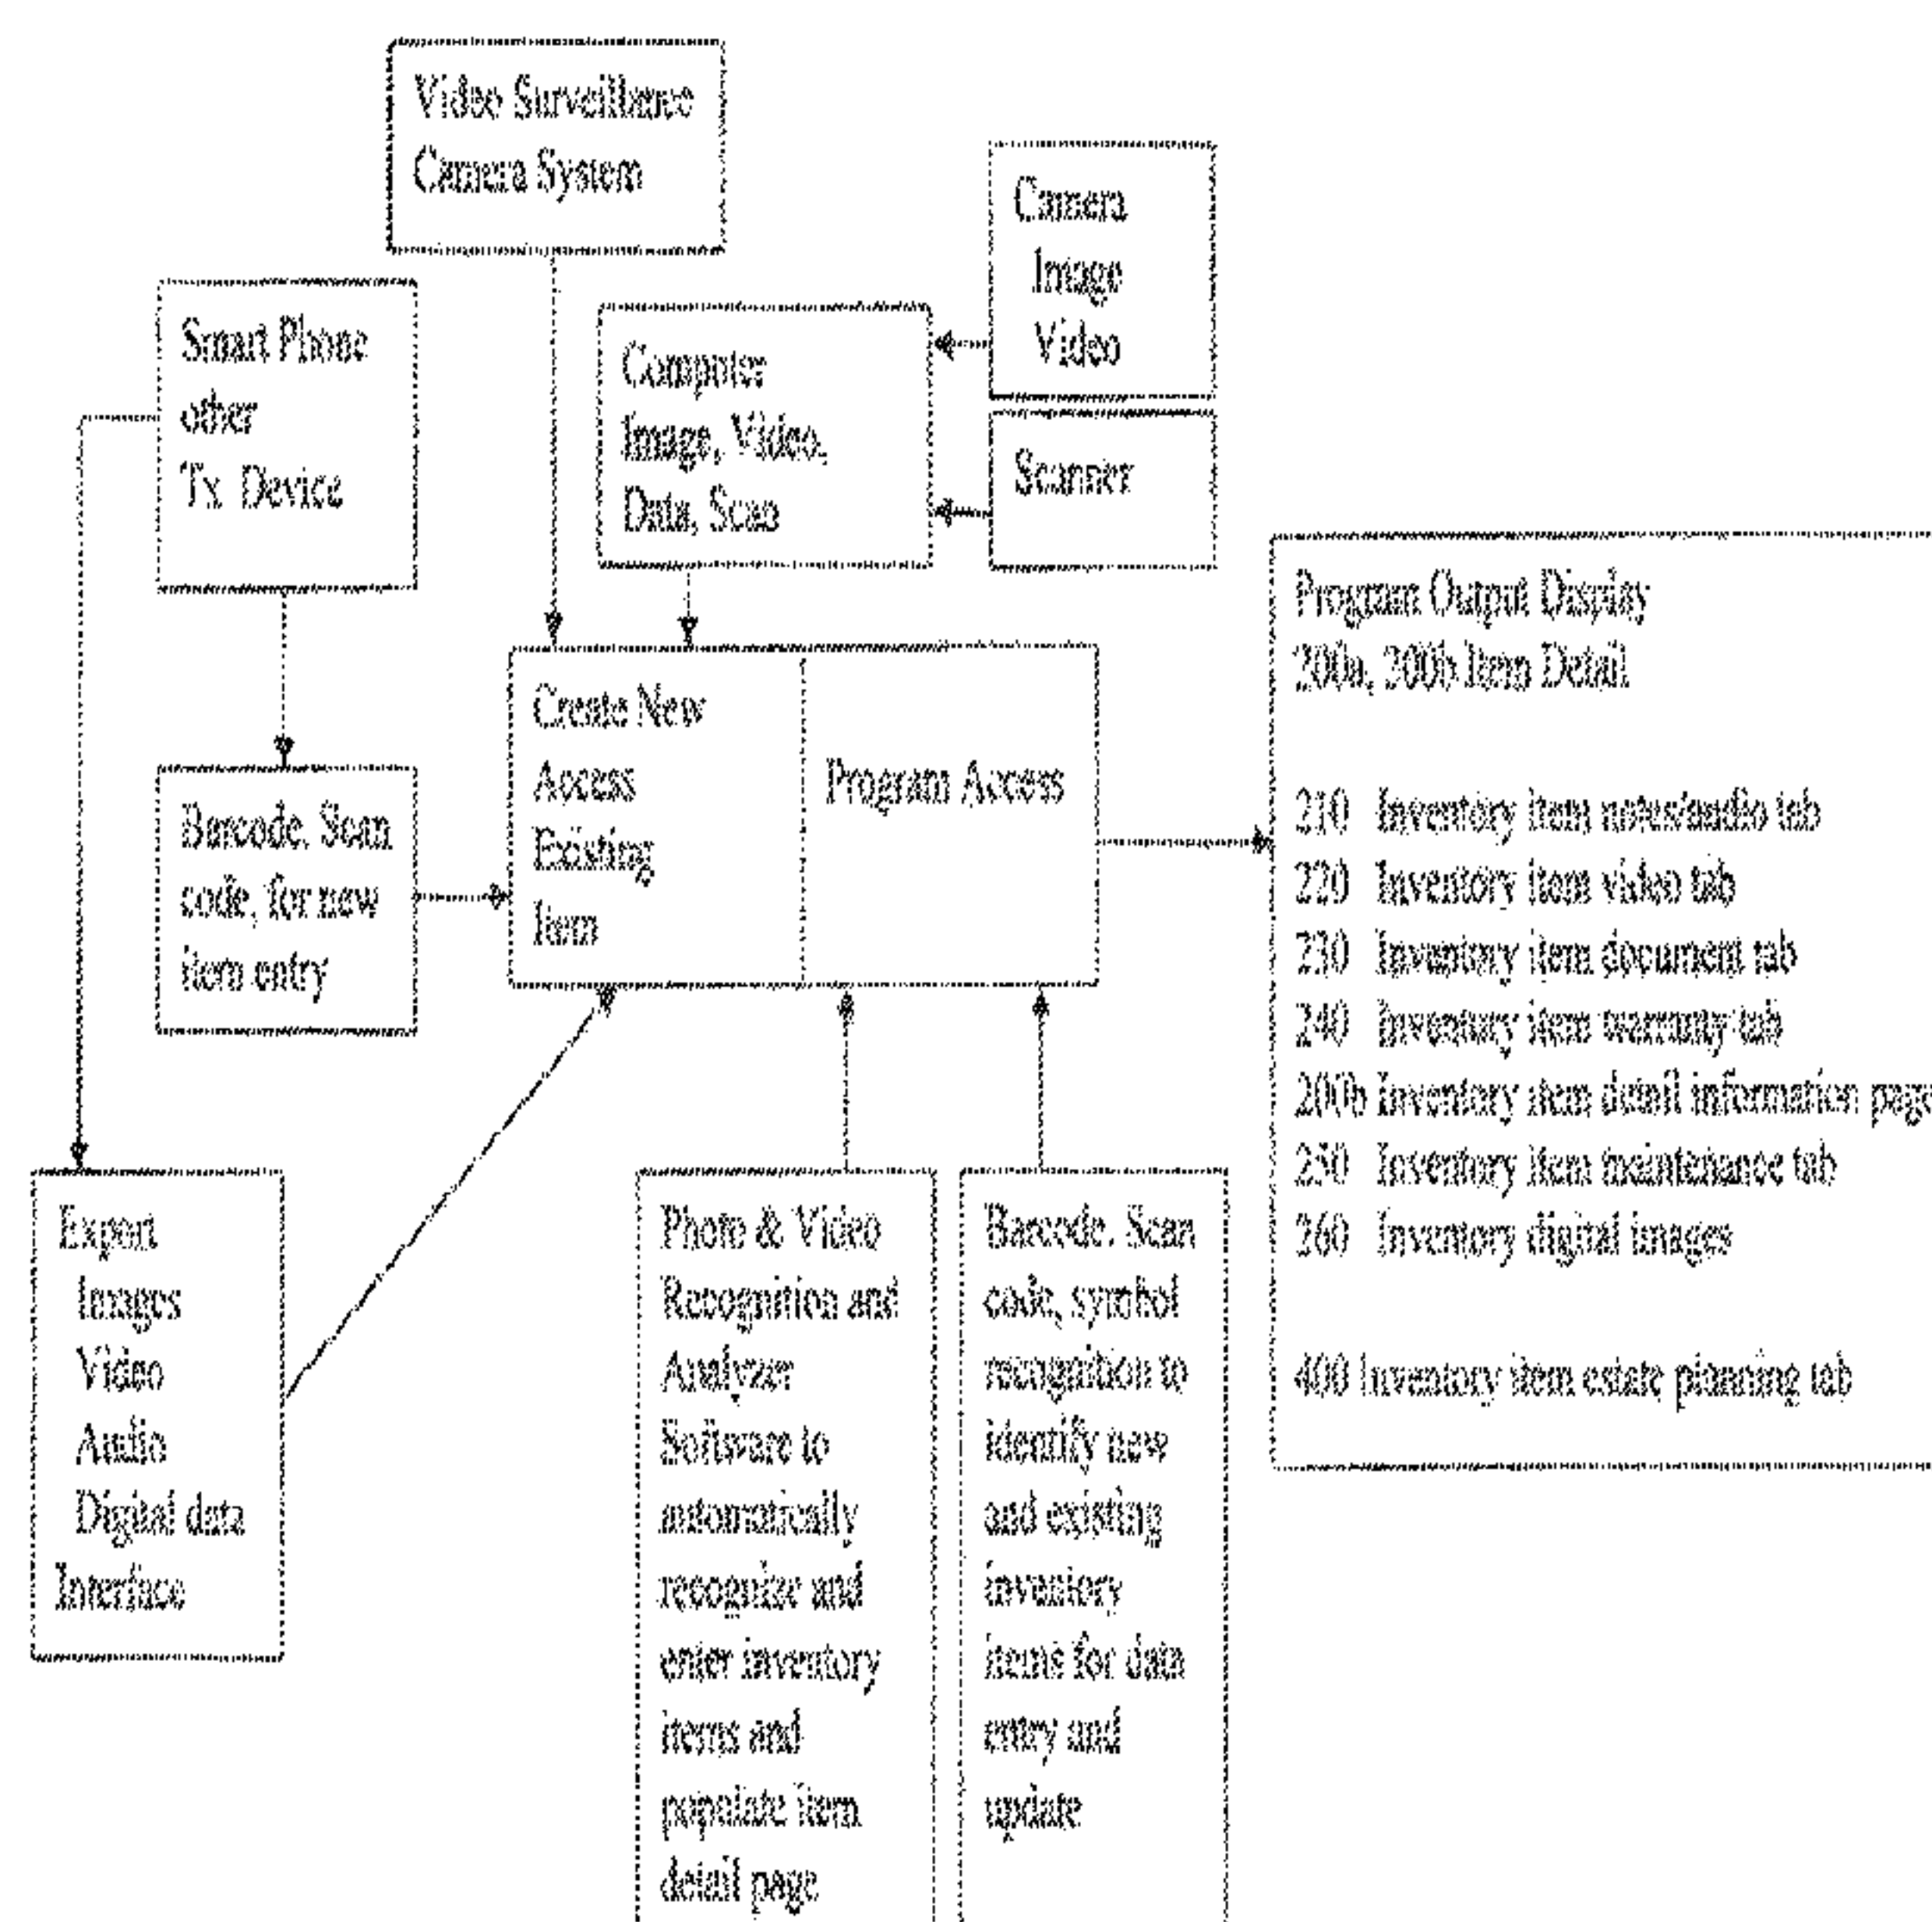 Video Surveillance
Camera System
Camera
Image
Video
Smart Phone
other
Tx Device
Computer
Image, Video,
Data, Scan
Scanner
Program Output Display
200a, 200b Item Detail
Create New
Access
Existing
Item
Program Access
Barcode, Scan
code, for new
item entry
210 Inventory item notes/audio tab
220 Inventory item video tab
230 Inventory item document tab
240 Inventory item warranty tab
200b Inventory item detail information page
250 Inventory item maintenance tab
260 Inventory digital images
400 Inventory item estate planning tab
Export
Images
Video
Audio
Digital data
Interface
Photo & Video
Recognition and
Analyzer
Software to
automatically
recognize and
enter inventory
items and
populate item
detail page
Barcode, Scan
code, symbol
recognition to
identify new
and existing
inventory
items for data
entry and
update